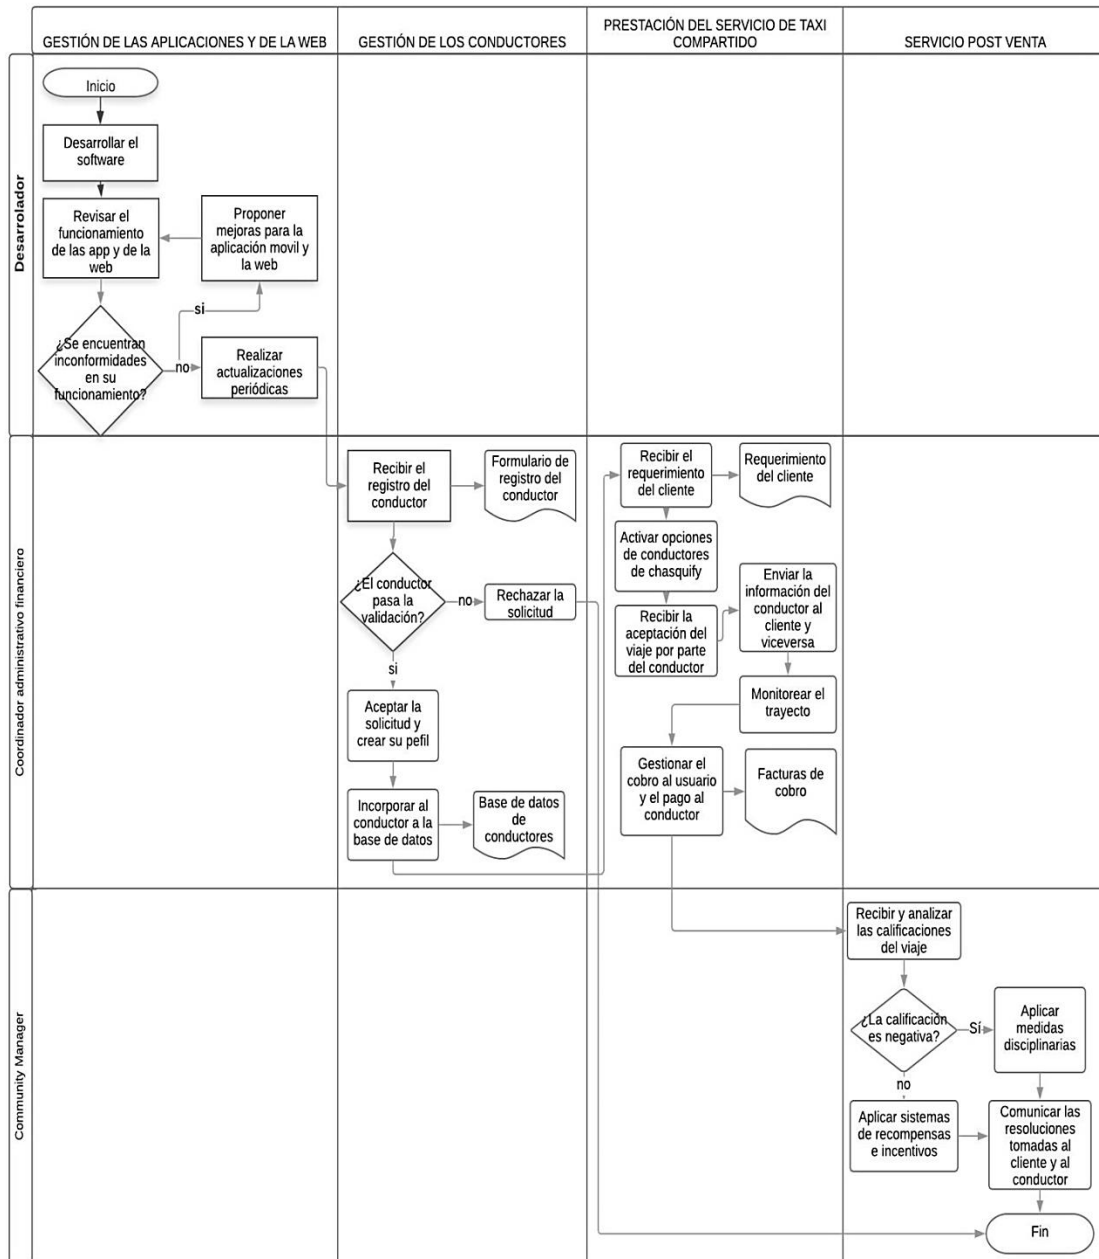 GESTIÓN DE LAS APLICACIONES Y DE LA WEB
GESTIÓN DE LOS CONDUCTORES
PRESTACIÓN DEL SERVICIO DE TAXI
COMPARTIDO
SERVICIO POST VENTA
Desarrolador
Inicio
Desarrollar el
software
Revisar el
funcionamiento
de las app y de la
web
Proponer
mejoras para la
aplicación movil y
la web
si
¿Se encuentran
inconformidades
en su
funcionamiento?
no
Realizar
actualizaciones
periódicas
Coordinador administrativo financiero
Recibir el
registro del
conductor
Formulario de
registro del
conductor
¿El conductor
pasa la
validación?
no
Rechazar la
solicitud
si
Aceptar la
solicitud y
crear su pefil
Incorporar al
conductor a la
base de datos
Base de datos
de
conductores
Recibir el
requerimiento
del cliente
Requerimiento
del cliente
Activar opciones
de conductores
de chasquify
Recibir la
aceptación del
viaje por parte
del conductor
Enviar la
información del
conductor al
cliente y
viceversa
Monitorear el
trayecto
Gestionar el
cobro al usuario
y el pago al
conductor
Facturas de
cobro
Community Manager
Recibir y analizar
las calificaciones
del viaje
¿La calificación
es negativa?
Sí
Aplicar
medidas
disciplinarias
no
Aplicar sistemas
de recompensas
e incentivos
Comunicar las
resoluciones
tomadas al
cliente y al
conductor
Fin